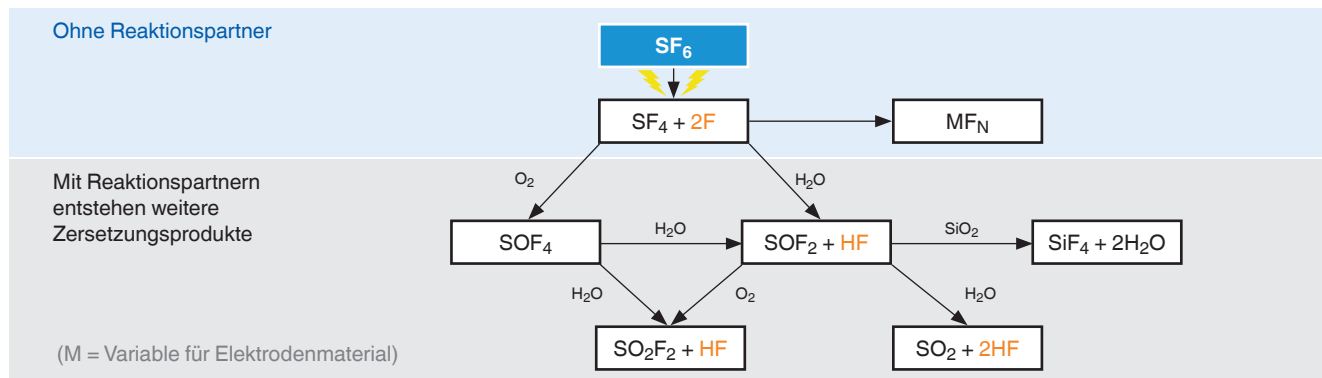 Ohne Reaktionspartner
SF₆
SF₄ + 2F
MF_N
Mit Reaktionspartnern
entstehen weitere
Zersetzungsprodukte
O₂
H₂O
SOF₄
H₂O
SOF₂ + HF
SiO₂
SiF₄ + 2H₂O
H₂O
O₂
H₂O
SO₂F₂ + HF
SO₂ + 2HF
(M = Variable für Elektrodenmaterial)